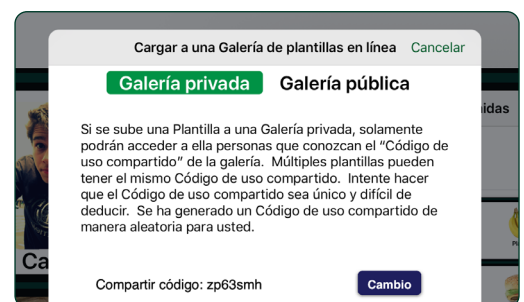 Cargar a una Galería de plantillas en línea Cancelar
Galería privada Galería pública
idas
Si se sube una Plantilla a una Galería privada, solamente
podrán acceder a ella personas que conozcan el “Código de
uso compartido” de la galería. Múltiples plantillas pueden
tener el mismo Código de uso compartido. Intente hacer
que el Código de uso compartido sea único y difícil de
deducir. Se ha generado un Código de uso compartido de
manera aleatoria para usted.
Ca
Compartir código: zp63smh Cambio